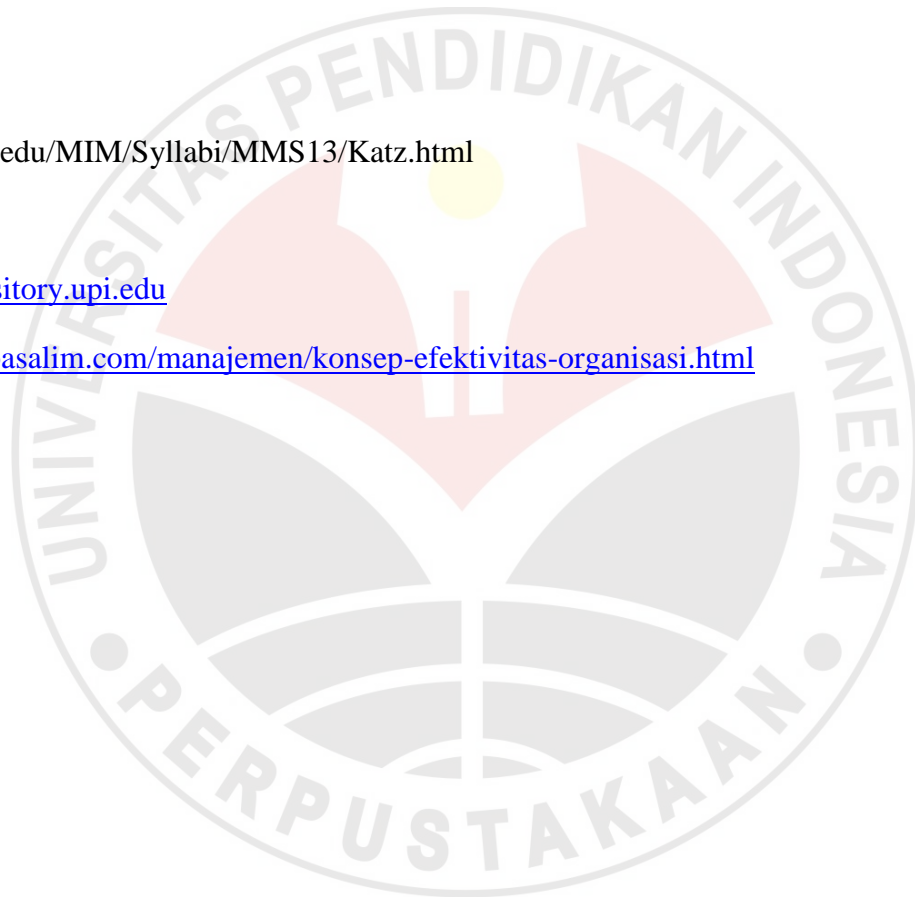 edu/MIM/Syllabi/MMS13/Katz.html
sitory.upi.edu
asalim.com/manajemen/konsep-efektivitas-organisasi.html
UNIVERSITAS PENDIDIKAN INDONESIA
PERPUSTAKAAN